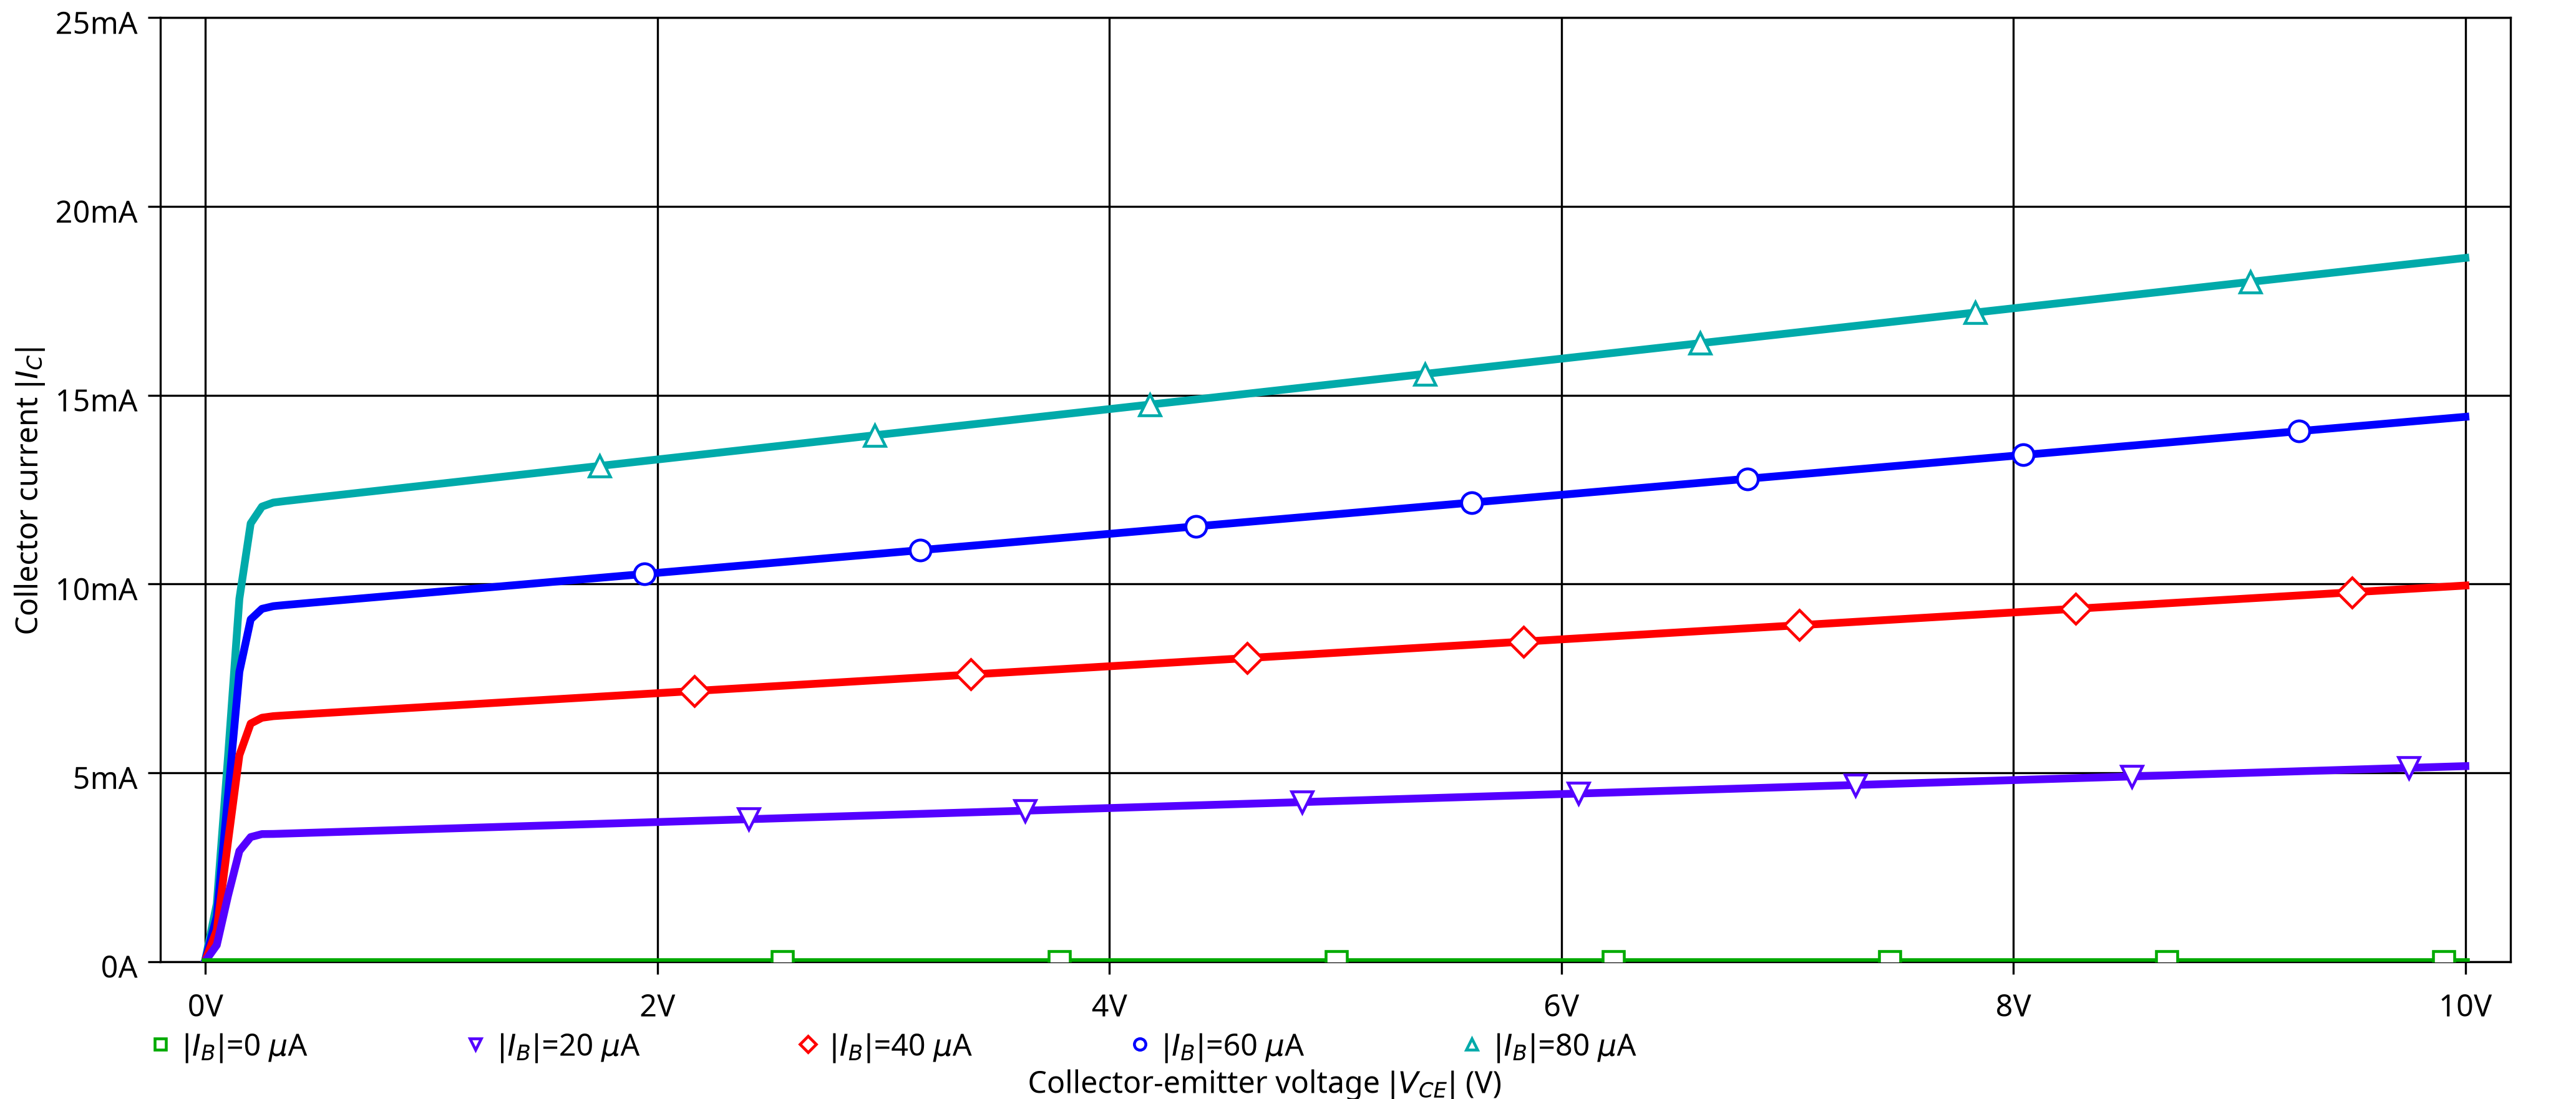 25mA
20mA
15mA
10mA
5mA
0A
Collector current |I_C|
0V 2V 4V 6V 8V 10V
|I_B|=0 μA |I_B|=20 μA |I_B|=40 μA |I_B|=60 μA |I_B|=80 μA
Collector-emitter voltage |V_CE| (V)